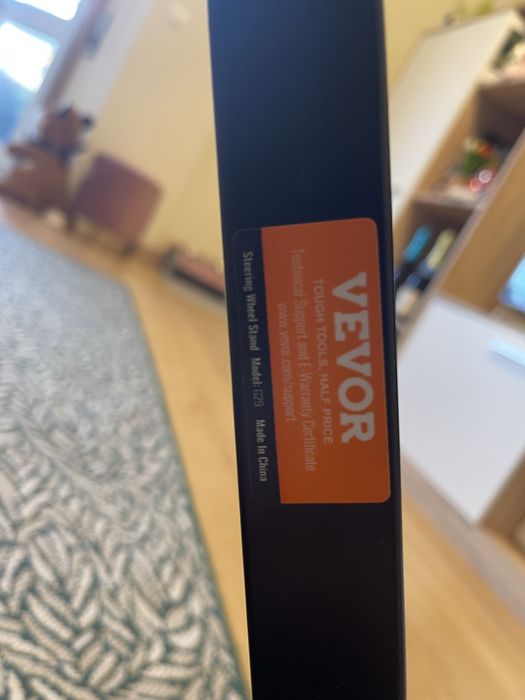 VEVOR
TOUGH TOOLS, HALF PRICE
Technical Support and E-Warranty Certificate
www.vevor.com/support
Steering Wheel Stand Model: G29 Made In China